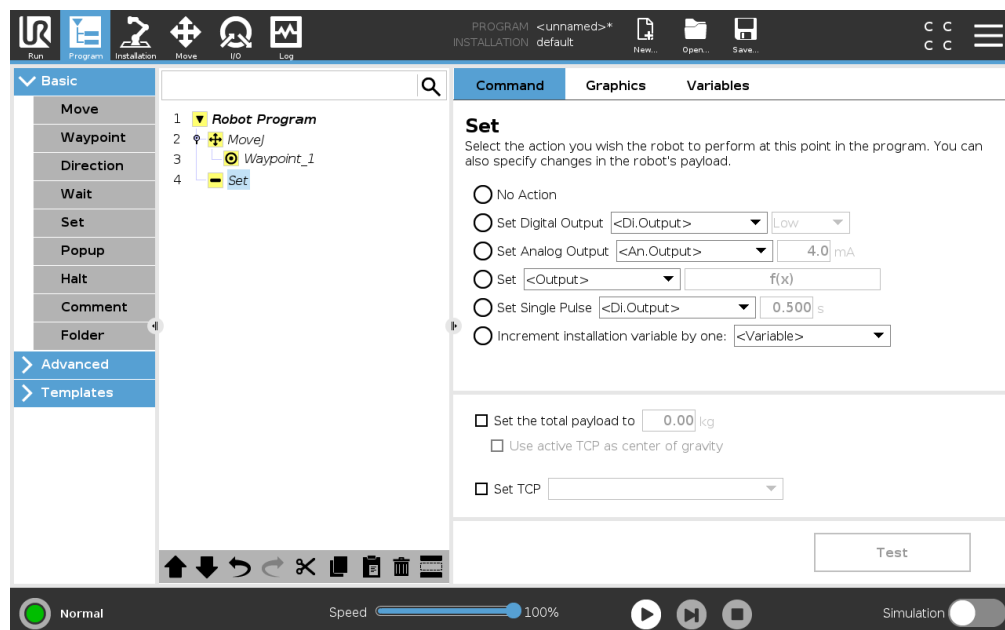 UR
Run
Program
Installation
Move
I/O
Log
PROGRAM <unnamed>*
INSTALLATION default
New...
Open...
Save...
C C
C C
Basic
Move
Waypoint
Direction
Wait
Set
Popup
Halt
Comment
Folder
Advanced
Templates
1 Robot Program
2 MoveJ
3 Waypoint_1
4 Set
Command Graphics Variables
Set
Select the action you wish the robot to perform at this point in the program. You can
also specify changes in the robot's payload.
No Action
Set Digital Output <Di.Output> Low
Set Analog Output <An.Output> 4.0 mA
Set <Output> f(x)
Set Single Pulse <Di.Output> 0.500 s
Increment installation variable by one: <Variable>
Set the total payload to 0.00 kg
Use active TCP as center of gravity
Set TCP
Test
Normal
Speed 100%
Simulation